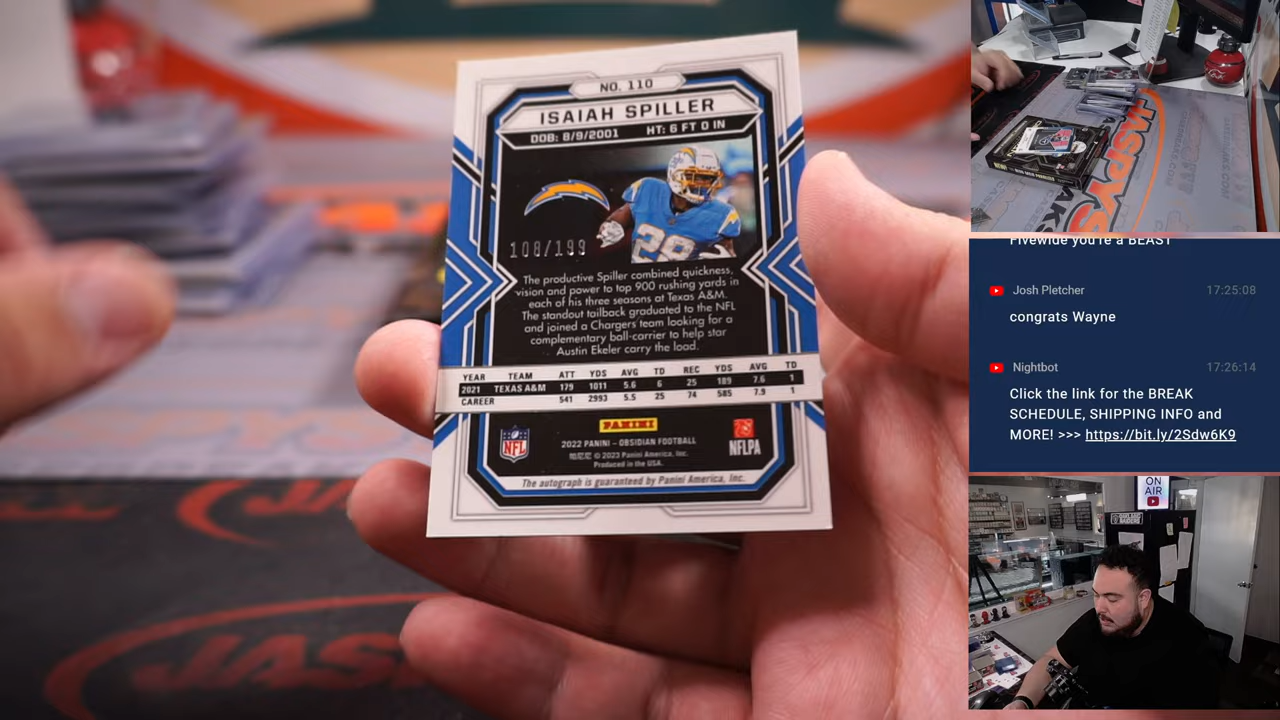 NO. 110
ISAIAH SPILLER
DOB: 8/9/2001 HT: 6 FT 0 IN
28
108/199
The productive Spiller combined quickness,
vision and power to top 900 rushing yards in
each of his three seasons at Texas A&M.
The standout tailback graduated to the NFL
and joined a Chargers team looking for a
complementary ball-carrier to help star
Austin Ekeler carry the load.
YEAR TEAM ATT YDS AVG TD REC YDS AVG TD
2021 TEXAS A&M 179 1011 5.6 6 25 189 7.6 1
CAREER 541 2993 5.5 25 74 585 7.9 1
PANINI
NFL
NFLPA
2022 PANINI - OBSIDIAN FOOTBALL
© 2023 Panini America, Inc.
Produced in the USA.
The autograph is guaranteed by Panini America, Inc.
JASPYS
Fivewide you're a BEAST
Josh Pletcher 17:25:08
congrats Wayne
Nightbot 17:26:14
Click the link for the BREAK
SCHEDULE, SHIPPING INFO and
MORE! >>> https://bit.ly/2Sdw6K9
ON
AIR